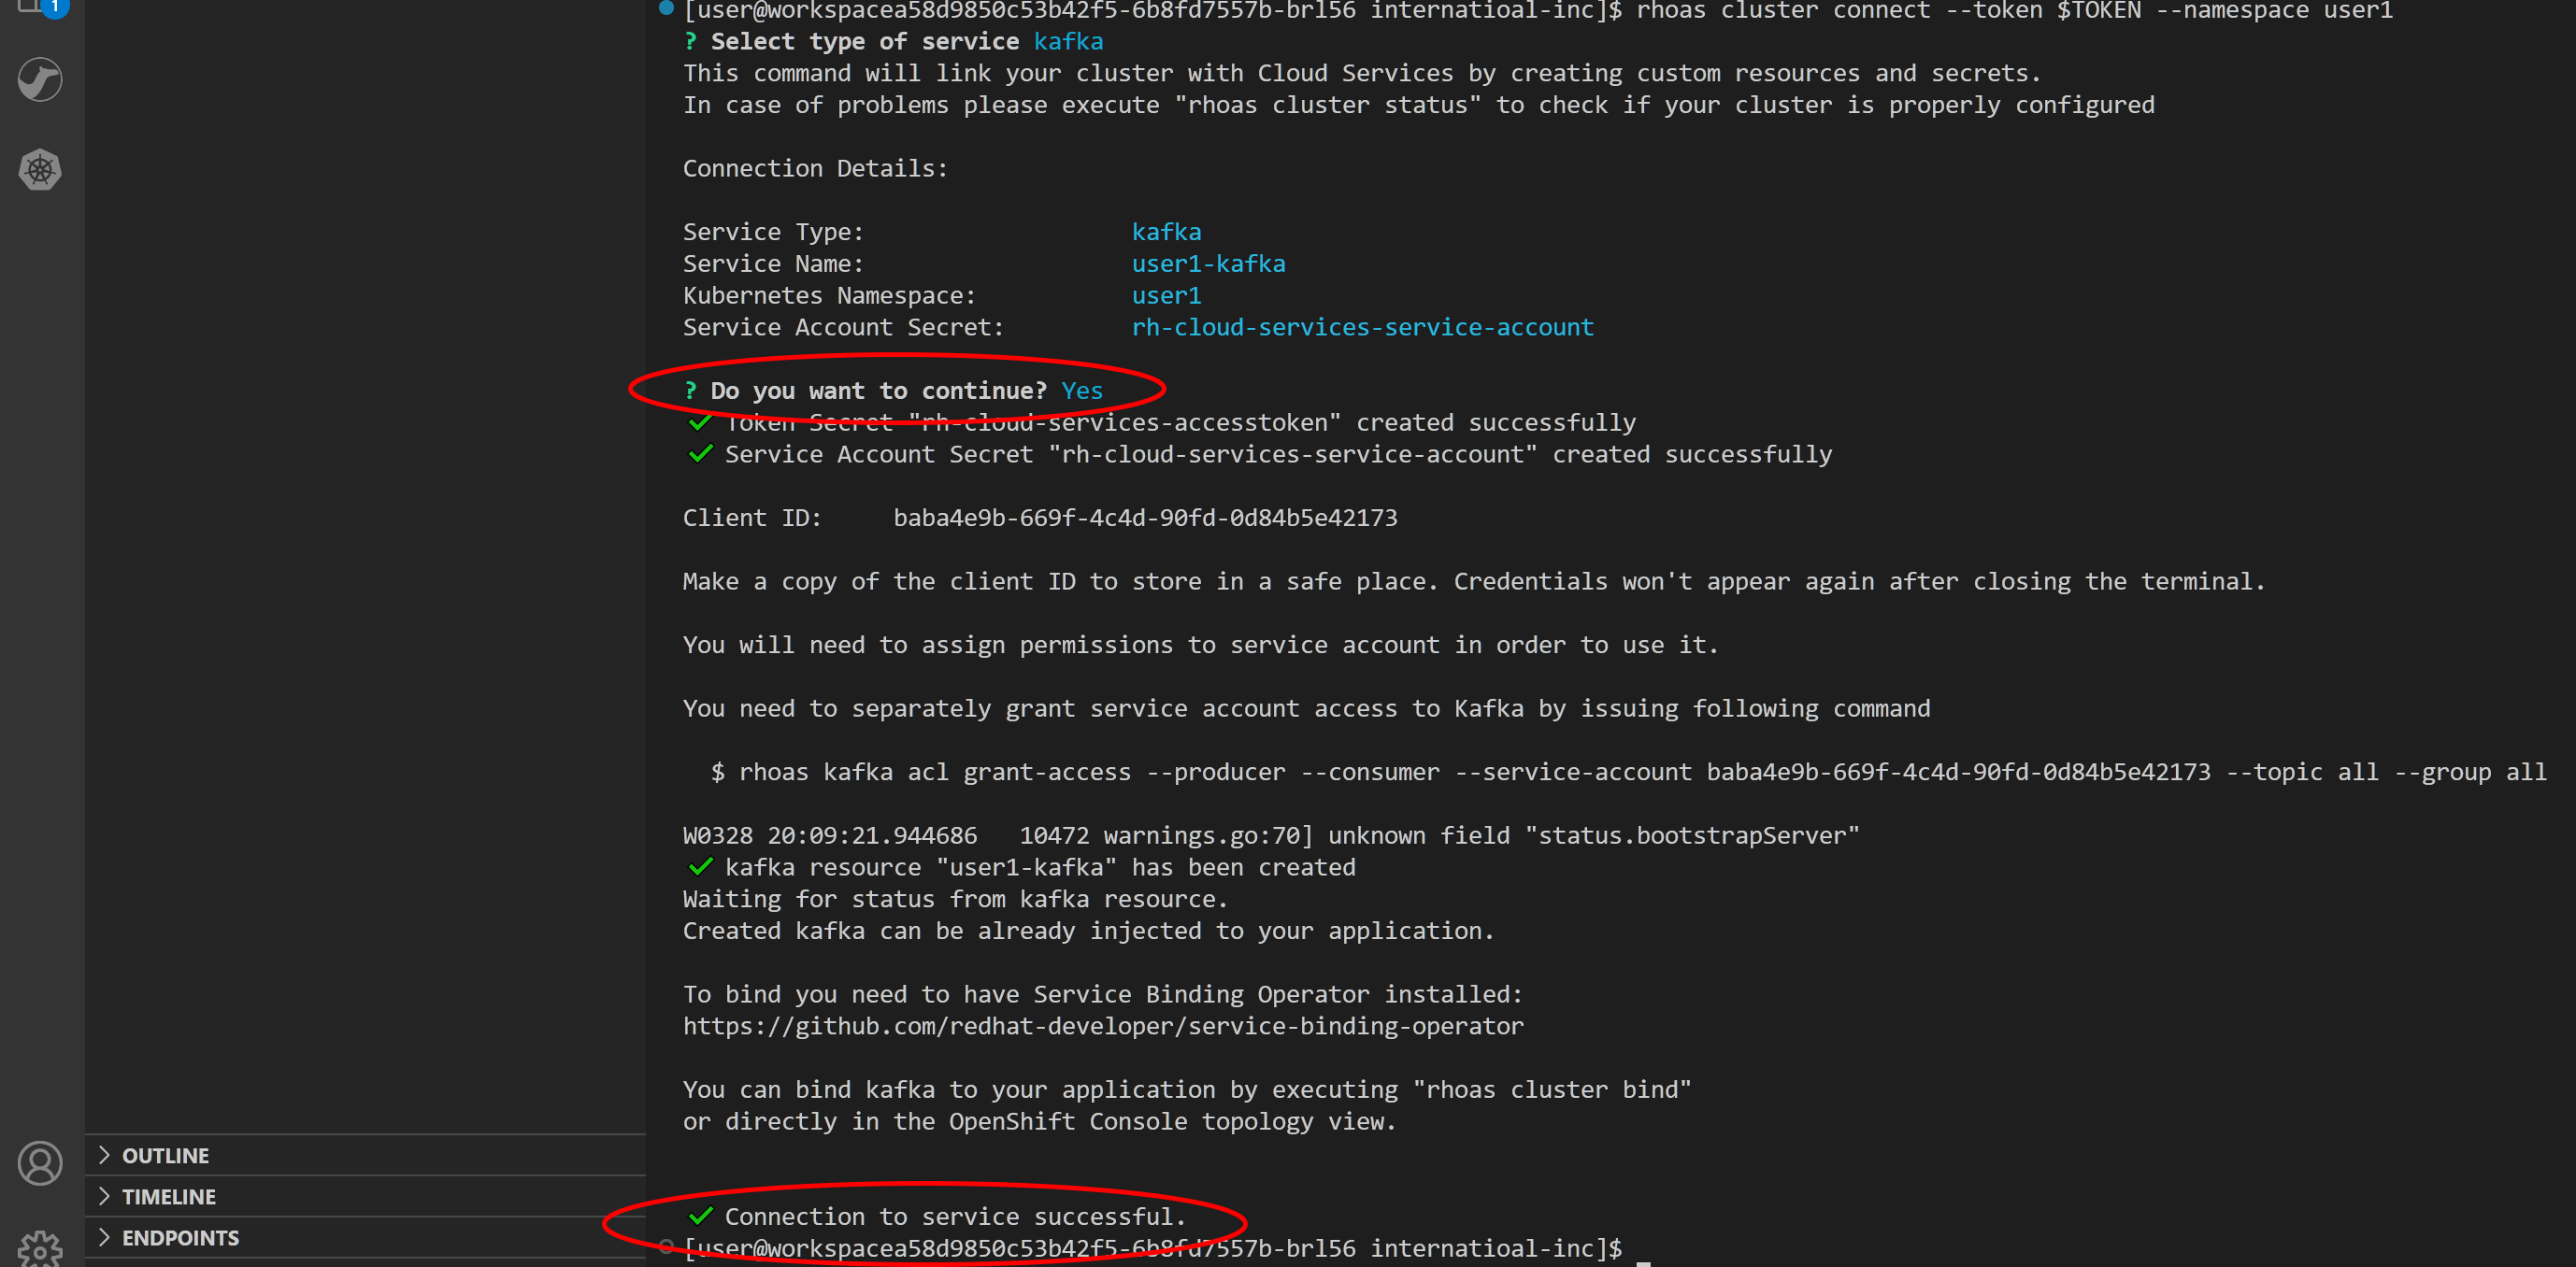 1
[user@workspacea58d9850c53b42f5-6b8fd7557b-brl56 internatioal-inc]$ rhoas cluster connect --token $TOKEN --namespace user1
? Select type of service kafka
This command will link your cluster with Cloud Services by creating custom resources and secrets.
In case of problems please execute "rhoas cluster status" to check if your cluster is properly configured
Connection Details:
Service Type: kafka
Service Name: user1-kafka
Kubernetes Namespace: user1
Service Account Secret: rh-cloud-services-service-account
? Do you want to continue? Yes
✔ Token Secret "rh-cloud-services-accesstoken" created successfully
✔ Service Account Secret "rh-cloud-services-service-account" created successfully
Client ID: baba4e9b-669f-4c4d-90fd-0d84b5e42173
Make a copy of the client ID to store in a safe place. Credentials won't appear again after closing the terminal.
You will need to assign permissions to service account in order to use it.
You need to separately grant service account access to Kafka by issuing following command
$ rhoas kafka acl grant-access --producer --consumer --service-account baba4e9b-669f-4c4d-90fd-0d84b5e42173 --topic all --group all
W0328 20:09:21.944686 10472 warnings.go:70] unknown field "status.bootstrapServer"
✔ kafka resource "user1-kafka" has been created
Waiting for status from kafka resource.
Created kafka can be already injected to your application.
To bind you need to have Service Binding Operator installed:
https://github.com/redhat-developer/service-binding-operator
You can bind kafka to your application by executing "rhoas cluster bind"
or directly in the OpenShift Console topology view.
✔ Connection to service successful.
[user@workspacea58d9850c53b42f5-6b8fd7557b-brl56 internatioal-inc]$
OUTLINE
TIMELINE
ENDPOINTS